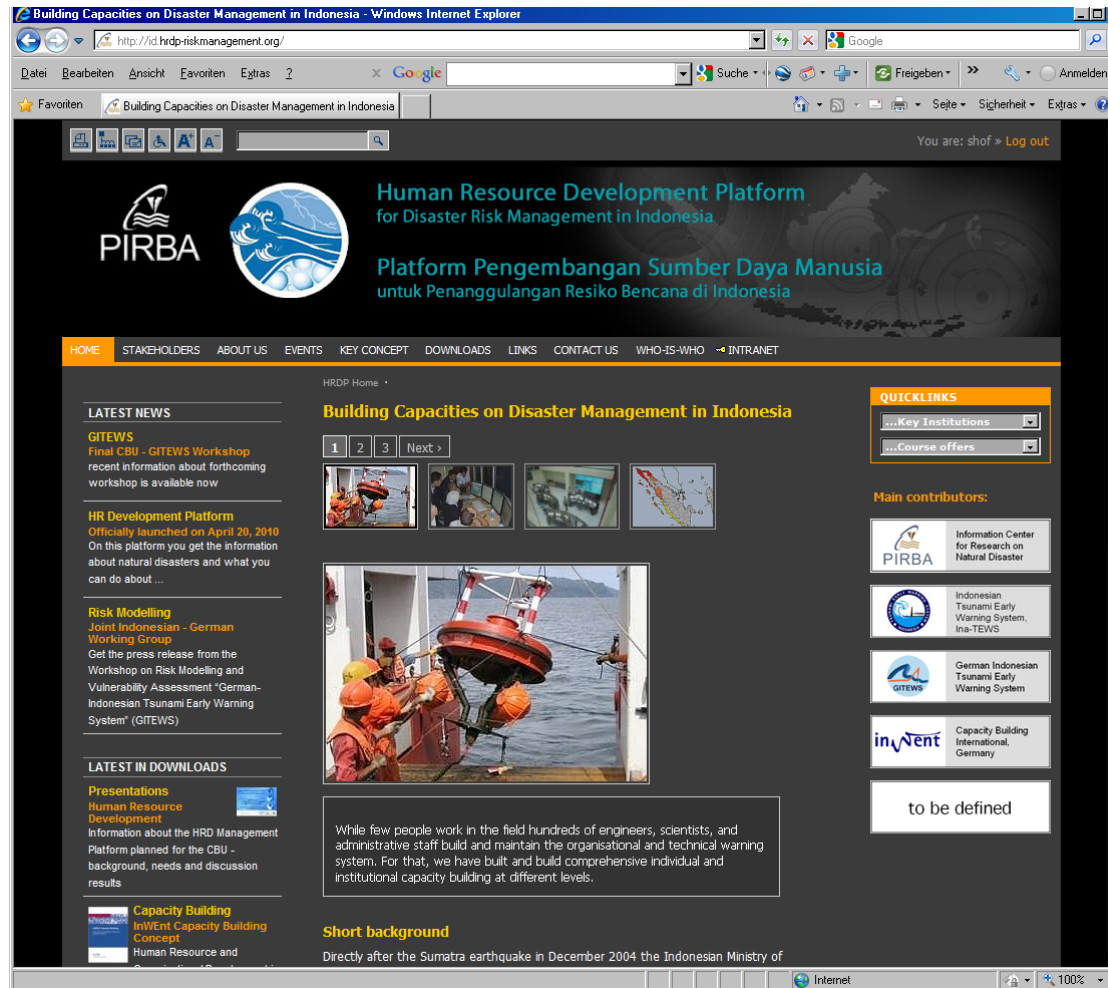 Building Capacities on Disaster Management in Indonesia - Windows Internet Explorer
http://id.hrdp-riskmanagement.org/
Google
Datei Bearbeiten Ansicht Favoriten Extras ?
Google Suche Freigeben » Anmelden
Favoriten Building Capacities on Disaster Management in Indonesia Seite Sicherheit Extras
A+ A-
You are: shof » Log out
PIRBA
Human Resource Development Platform
for Disaster Risk Management in Indonesia
Platform Pengembangan Sumber Daya Manusia
untuk Penanggulangan Resiko Bencana di Indonesia
HOME STAKEHOLDERS ABOUT US EVENTS KEY CONCEPT DOWNLOADS LINKS CONTACT US WHO-IS-WHO INTRANET
LATEST NEWS
GITEWS
Final CBU - GITEWS Workshop
recent information about forthcoming
workshop is available now
HR Development Platform
Officially launched on April 20, 2010
On this platform you get the information
about natural disasters and what you
can do about ...
Risk Modelling
Joint Indonesian - German
Working Group
Get the press release from the
Workshop on Risk Modelling and
Vulnerability Assessment "German-
Indonesian Tsunami Early Warning
System" (GITEWS)
LATEST IN DOWNLOADS
Presentations
Human Resource
Development
Information about the HRD Management
Platform planned for the CBU -
background, needs and discussion
results
Capacity Building
InWEnt Capacity Building
Concept
Human Resource and
HRDP Home
Building Capacities on Disaster Management in Indonesia
1 2 3 Next ›
While few people work in the field hundreds of engineers, scientists, and
administrative staff build and maintain the organisational and technical warning
system. For that, we have built and build comprehensive individual and
institutional capacity building at different levels.
Short background
Directly after the Sumatra earthquake in December 2004 the Indonesian Ministry of
QUICKLINKS
...Key Institutions
...Course offers
Main contributors:
PIRBA
Information Center
for Research on
Natural Disaster
Indonesian
Tsunami Early
Warning System,
Ina-TEWS
GITEWS
German Indonesian
Tsunami Early
Warning System
inwent
Capacity Building
International,
Germany
to be defined
Internet
100%